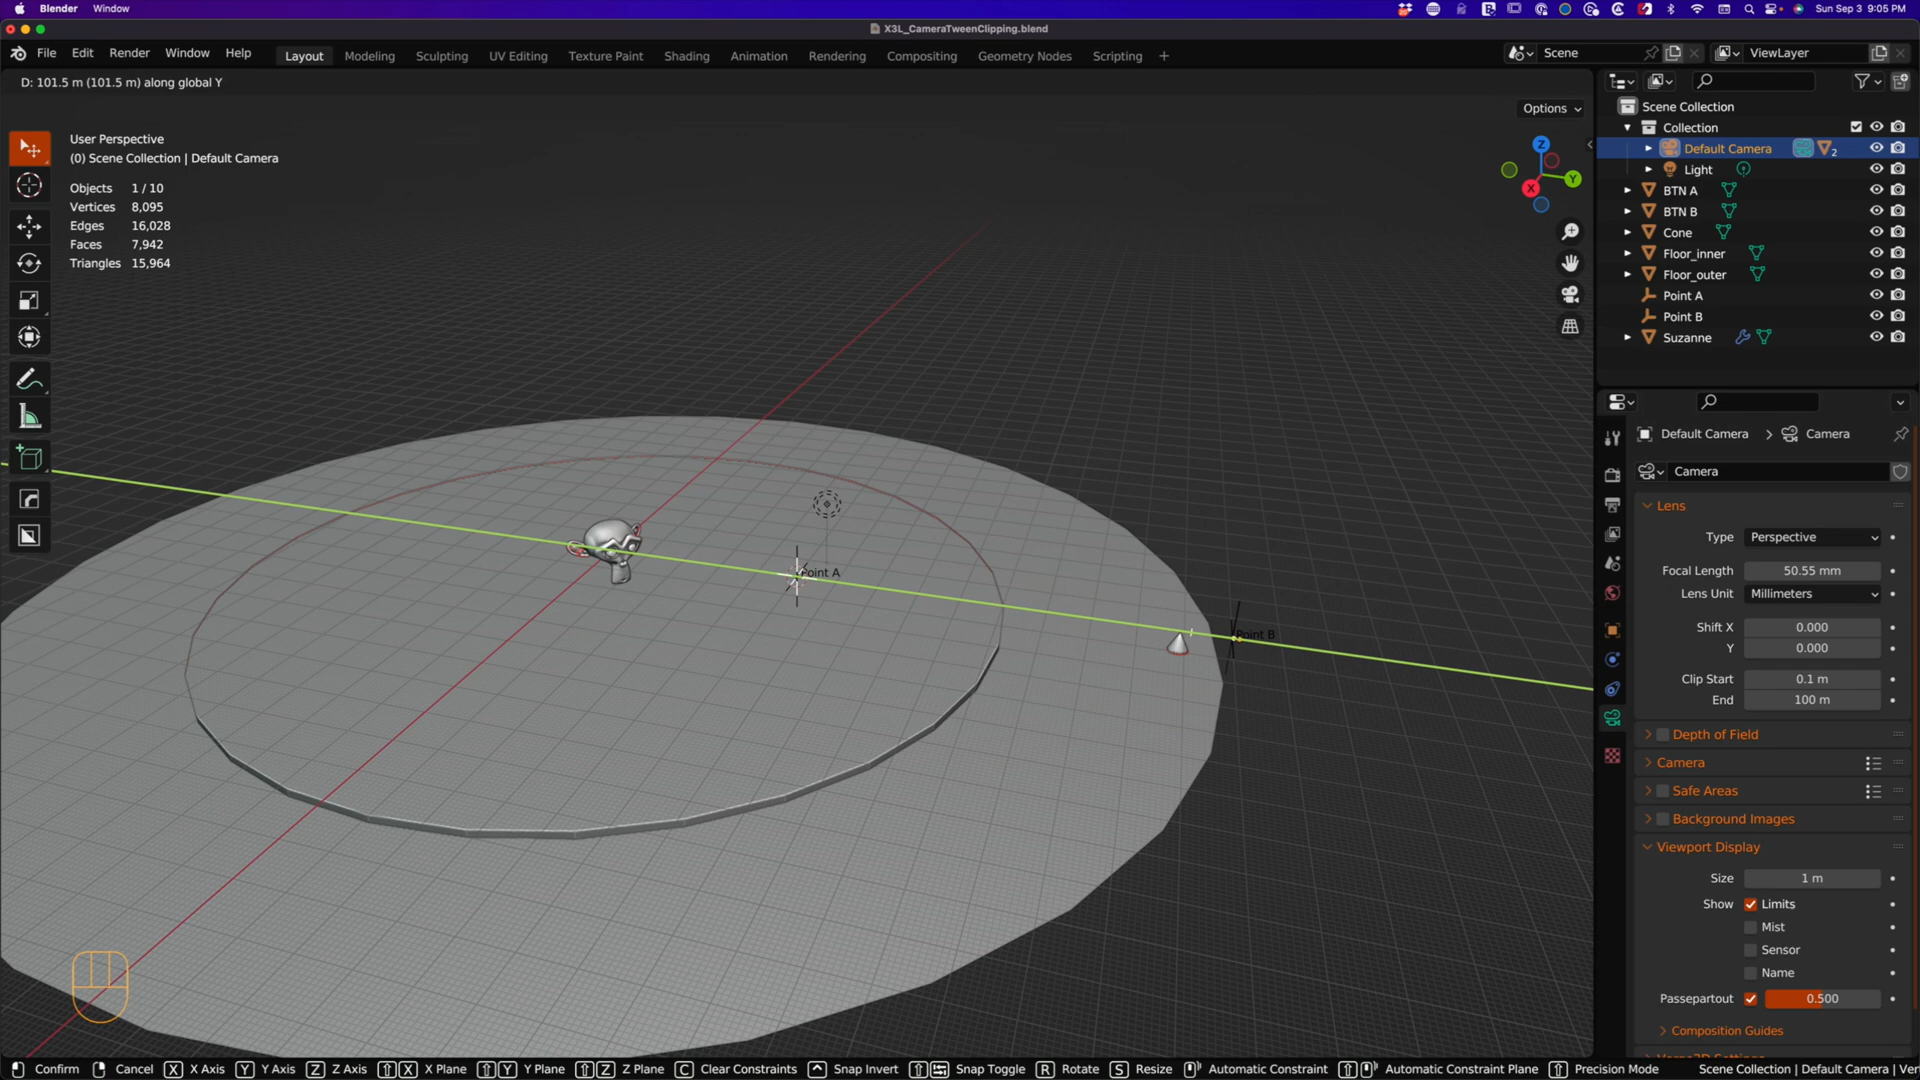 Blender Window
Sun Sep 3 9:05 PM
X3L_CameraTweenClipping.blend
File Edit Render Window Help
Layout Modeling Sculpting UV Editing Texture Paint Shading Animation Rendering Compositing Geometry Nodes Scripting +
Scene
ViewLayer
D: 101.5 m (101.5 m) along global Y
Options
User Perspective
(0) Scene Collection | Default Camera
Objects 1 / 10
Vertices 8,095
Edges 16,028
Faces 7,942
Triangles 15,964
Z
Y
X
Point A
Point B
Scene Collection
Collection
Default Camera 2
Light
BTN A
BTN B
Cone
Floor_inner
Floor_outer
Point A
Point B
Suzanne
Default Camera > Camera
Camera
Lens
Type Perspective
Focal Length 50.55 mm
Lens Unit Millimeters
Shift X 0.000
Y 0.000
Clip Start 0.1 m
End 100 m
Depth of Field
Camera
Safe Areas
Background Images
Viewport Display
Size 1 m
Show Limits
Mist
Sensor
Name
Passepartout 0.500
Composition Guides
Confirm Cancel X X Axis Y Y Axis Z Z Axis X X Plane Y Y Plane Z Z Plane C Clear Constraints Snap Invert Snap Toggle R Rotate S Resize Automatic Constraint Automatic Constraint Plane Precision Mode
Scene Collection | Default Camera | Ver